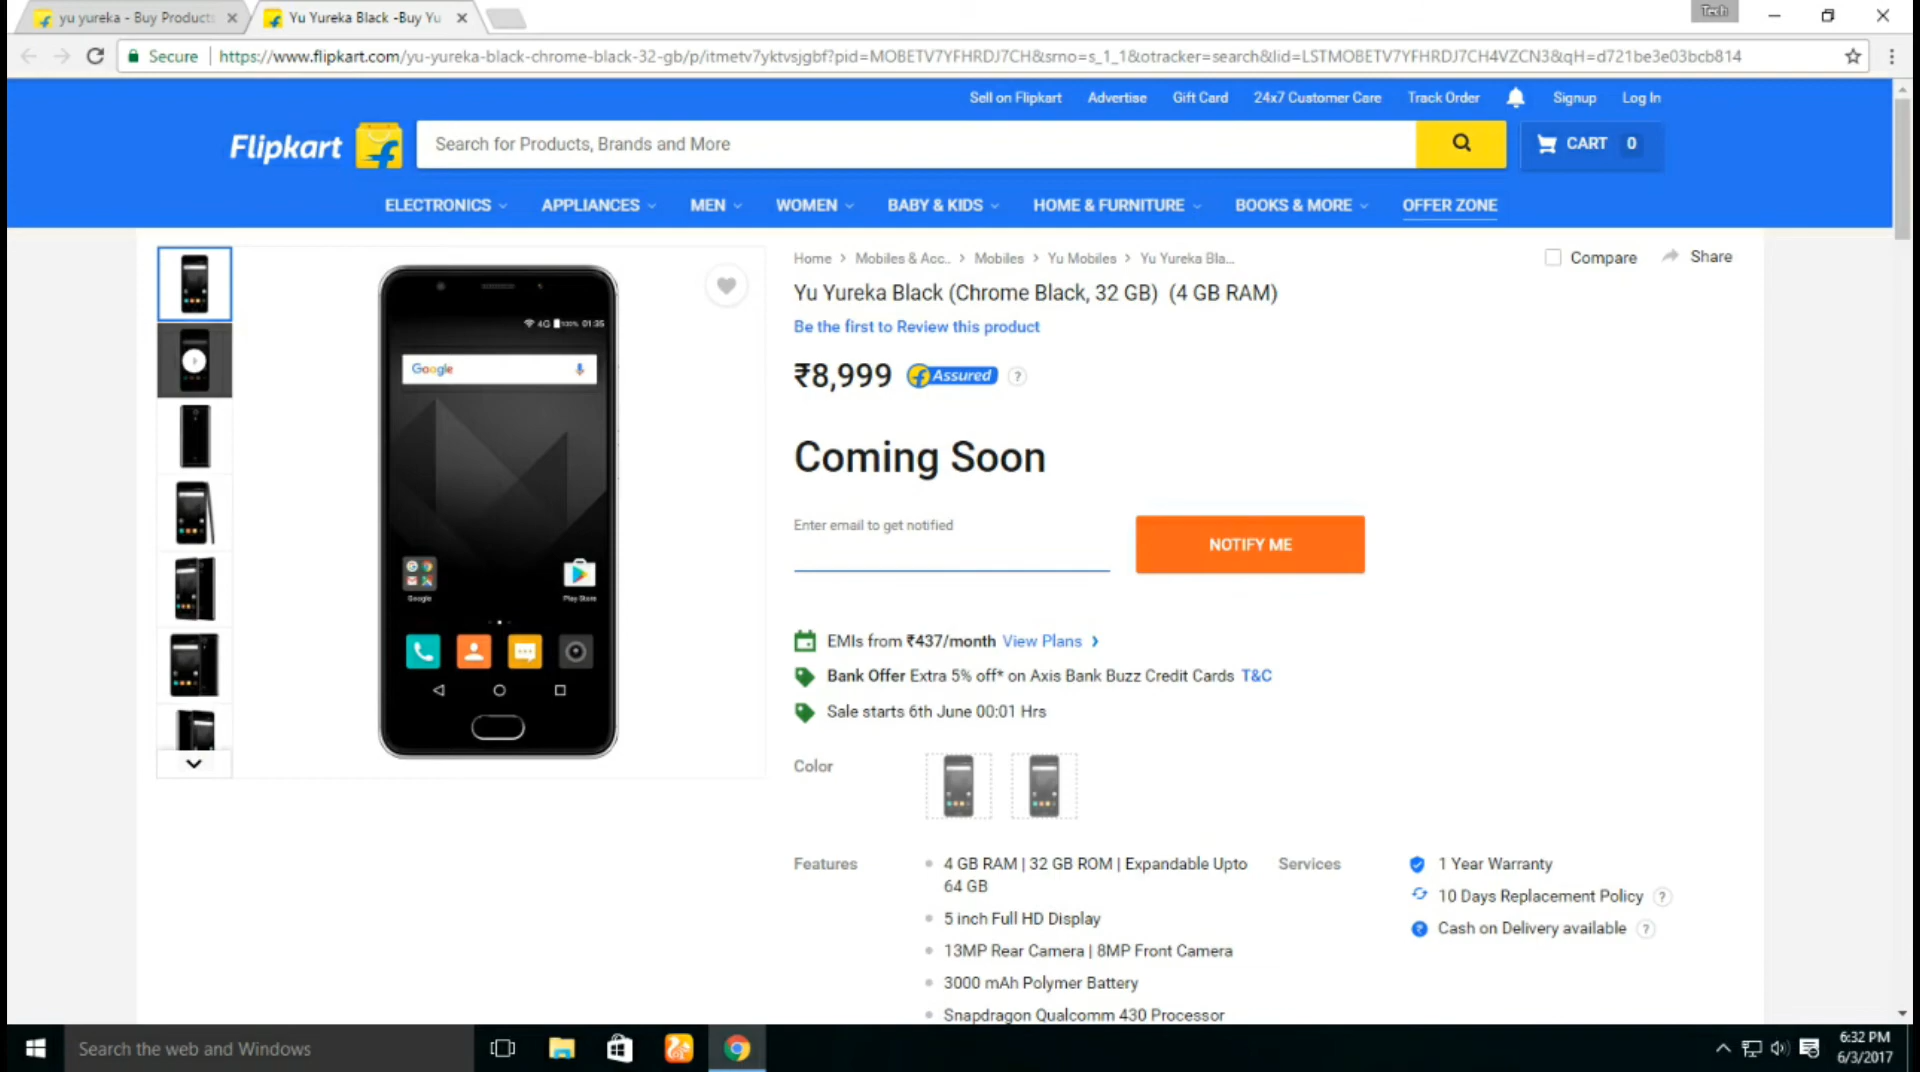 yu yureka - Buy Products
Yu Yureka Black -Buy Yu
Tech
Secure
https://www.flipkart.com/yu-yureka-black-chrome-black-32-gb/p/itmetv7yktvsjgbf?pid=MOBETV7YFHRDJ7CH&srno=s_1_1&otracker=search&lid=LSTMOBETV7YFHRDJ7CH4VZCN3&qH=d721be3e03bcb814
Sell on Flipkart Advertise Gift Card 24x7 Customer Care Track Order Signup Log In
Flipkart
Search for Products, Brands and More
CART 0
ELECTRONICS APPLIANCES MEN WOMEN BABY & KIDS HOME & FURNITURE BOOKS & MORE OFFER ZONE
Home > Mobiles & Acc.. > Mobiles > Yu Mobiles > Yu Yureka Bla...
Compare Share
Yu Yureka Black (Chrome Black, 32 GB) (4 GB RAM)
Be the first to Review this product
₹8,999 Assured ?
4G 100% 01:35
Google
Coming Soon
Enter email to get notified
NOTIFY ME
Google
Play Store
EMIs from ₹437/month View Plans >
Bank Offer Extra 5% off* on Axis Bank Buzz Credit Cards T&C
Sale starts 6th June 00:01 Hrs
Color
Features
4 GB RAM | 32 GB ROM | Expandable Upto
64 GB
5 inch Full HD Display
13MP Rear Camera | 8MP Front Camera
3000 mAh Polymer Battery
Snapdragon Qualcomm 430 Processor
Services
1 Year Warranty
10 Days Replacement Policy ?
Cash on Delivery available ?
Search the web and Windows
6:32 PM
6/3/2017